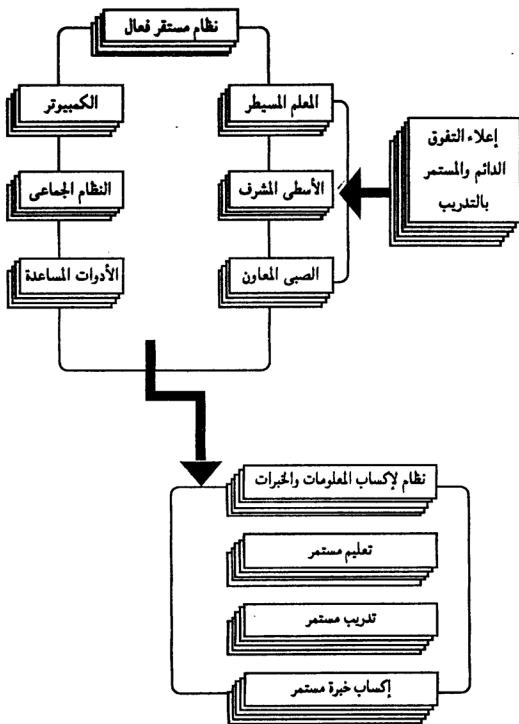 نظام مستقر فعال
المعلم المسيطر
الكمبيوتر
إعلاء التفوق
الدائم والمستمر
بالتدريب
الأسطى المشرف
النظام الجماعى
الصبى المعاون
الأدوات المساعدة
نظام لإكساب المعلومات والخبرات
تعليم مستمر
تدريب مستمر
إكساب خبرة مستمر